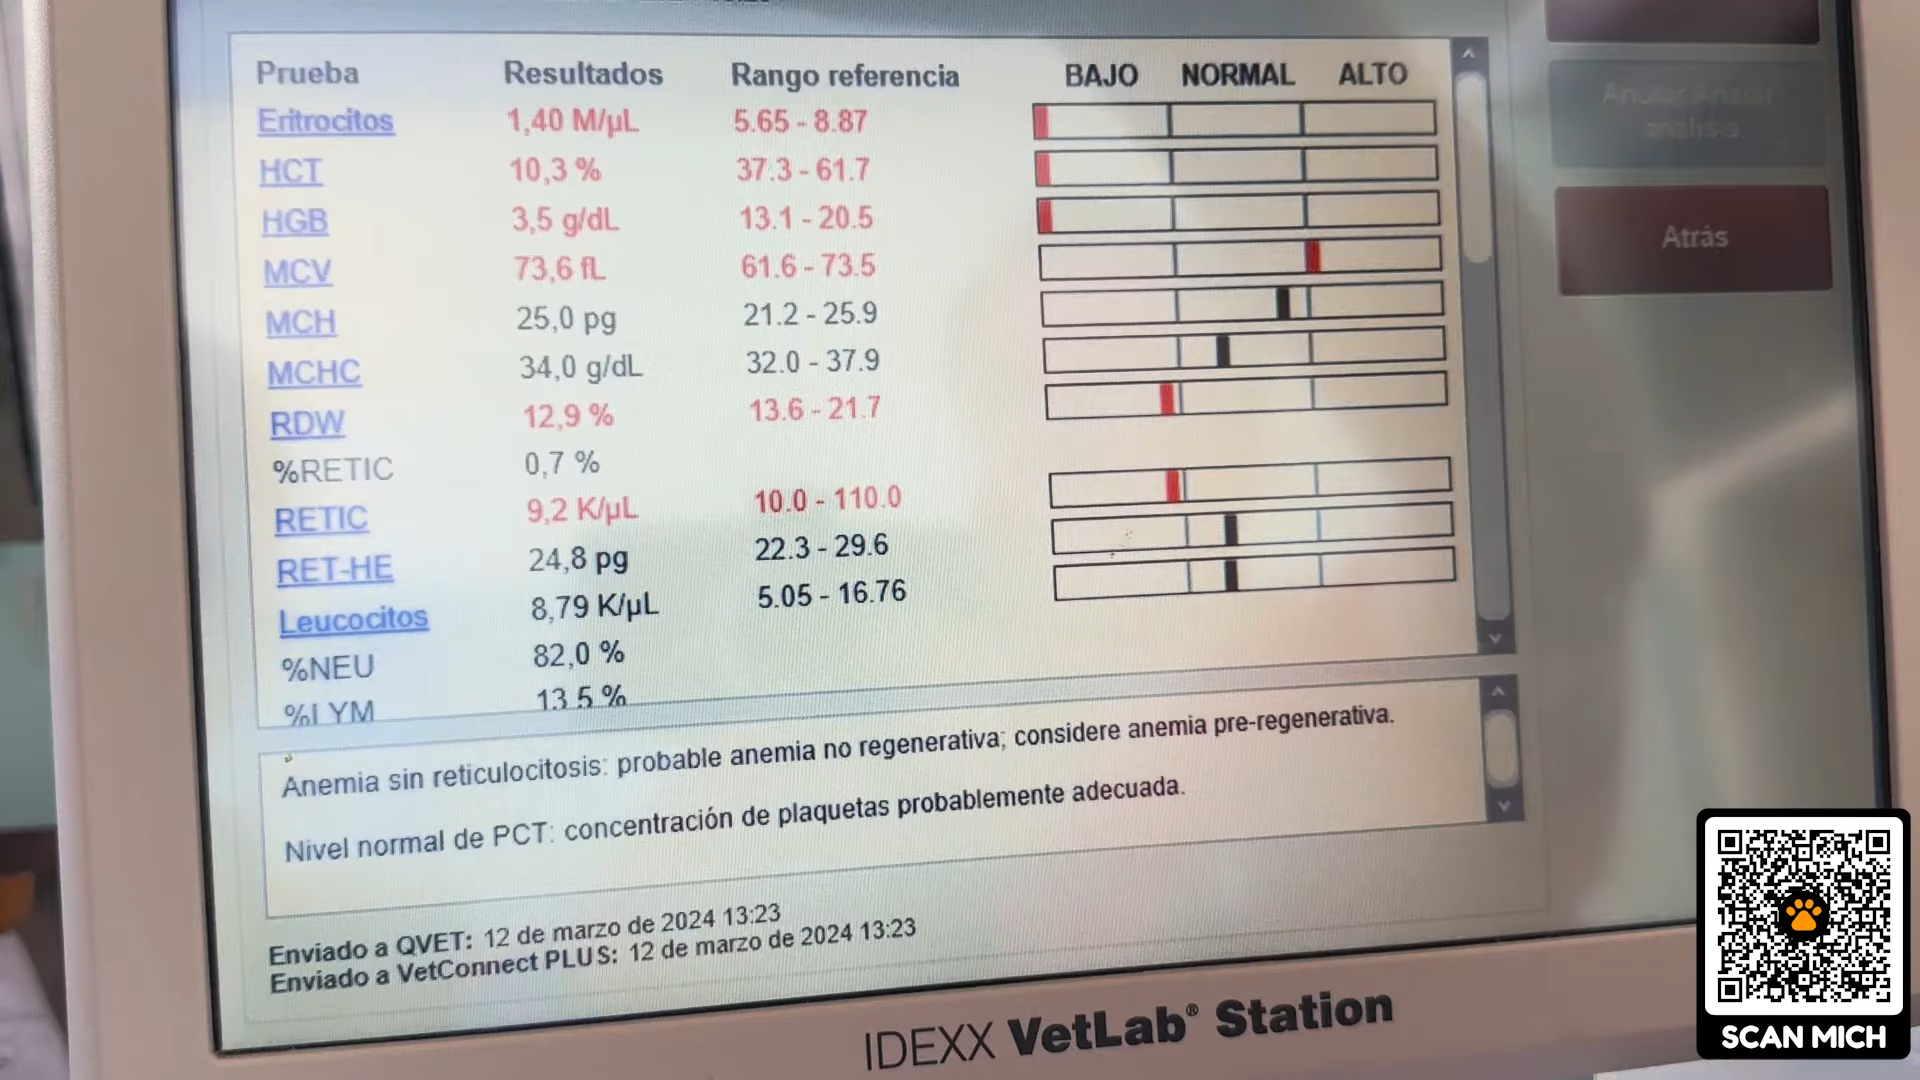 Prueba Resultados Rango referencia BAJO NORMAL ALTO
Eritrocitos 1,40 M/µL 5.65 - 8.87
HCT 10,3 % 37.3 - 61.7
HGB 3,5 g/dL 13.1 - 20.5
MCV 73,6 fL 61.6 - 73.5
MCH 25,0 pg 21.2 - 25.9
MCHC 34,0 g/dL 32.0 - 37.9
RDW 12,9 % 13.6 - 21.7
%RETIC 0,7 %
RETIC 9,2 K/µL 10.0 - 110.0
RET-HE 24,8 pg 22.3 - 29.6
Leucocitos 8,79 K/µL 5.05 - 16.76
%NEU 82,0 %
%LYM 13,5 %
Anemia sin reticulocitosis: probable anemia no regenerativa; considere anemia pre-regenerativa.
Nivel normal de PCT: concentración de plaquetas probablemente adecuada.
Enviado a QVET: 12 de marzo de 2024 13:23
Enviado a VetConnect PLUS: 12 de marzo de 2024 13:23
análisis
Atrás
IDEXX VetLab® Station
SCAN MICH